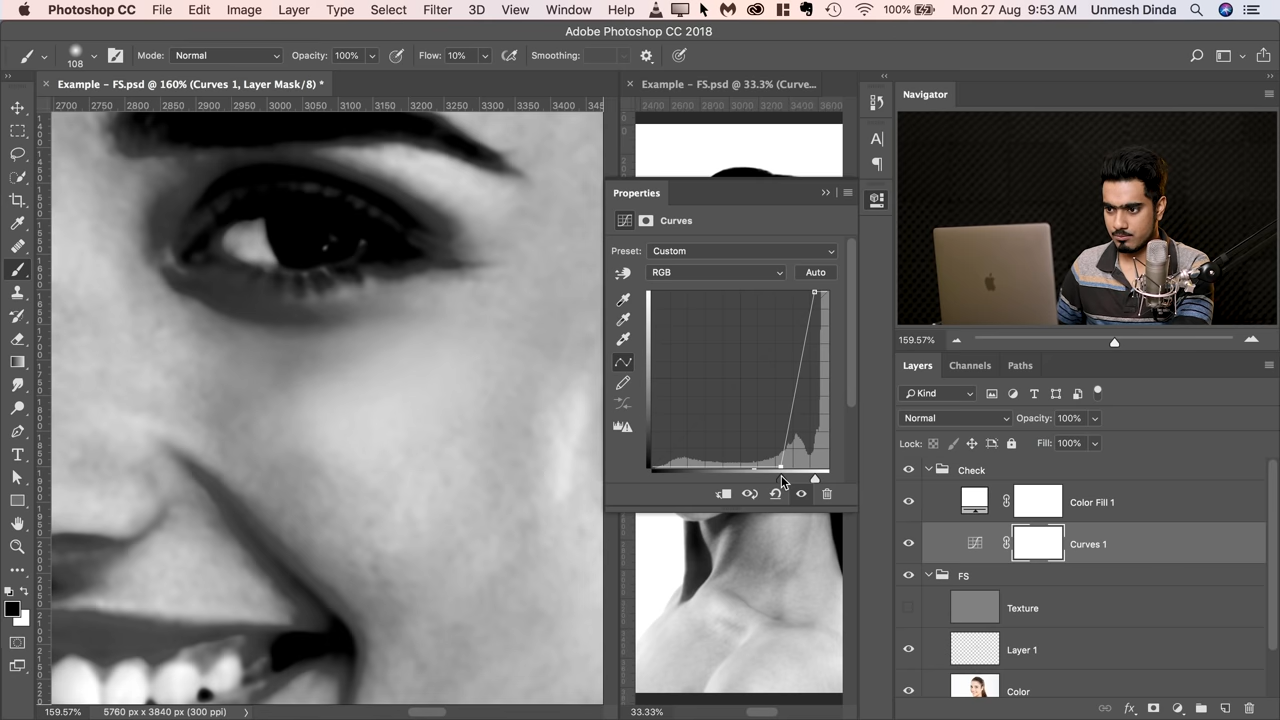 Photoshop CC File Edit Image Layer Type Select Filter 3D View Window Help 100% Mon 27 Aug 9:53 AM Unmesh Dinda
Adobe Photoshop CC 2018
108 Mode: Normal Opacity: 100% Flow: 10% Smoothing:
× Example – FS.psd @ 160% (Curves 1, Layer Mask/8) * × Example – FS.psd @ 33.3% (Curve...
2700 2750 2800 2850 2900 2950 3000 3050 3100 3150 3200 3250 3300 3350 3400 345
2400 2600 2800 3000 3200 3400 3600
Navigator
159.57%
Properties
Curves
Preset: Custom
RGB Auto
Layers Channels Paths
Kind
Normal Opacity: 100%
Lock: Fill: 100%
Check
Color Fill 1
Curves 1
FS
Texture
Layer 1
Color
159.57% 5760 px x 3840 px (300 ppi) 33.33%